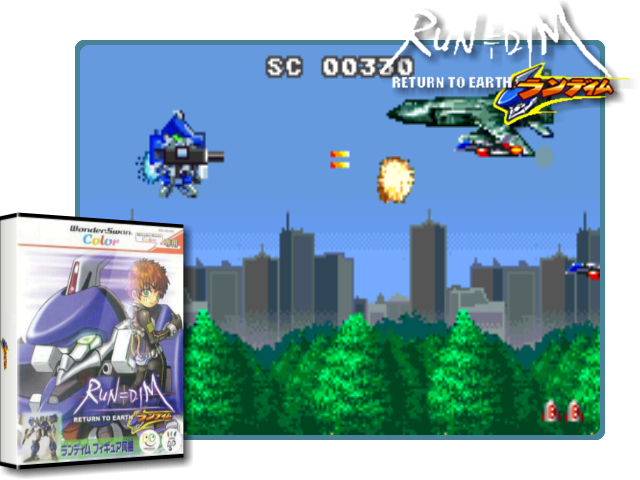 RUN=DIM
RETURN TO EARTH
ランディム
SC 00330
WonderSwan
Color
RUN=DIM
RETURN TO EARTH
ランディム
ランディム フィギュア同梱